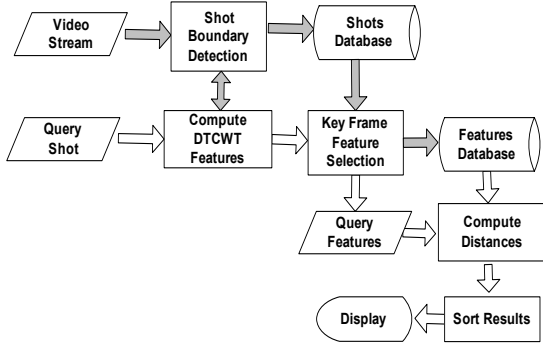 Video
Stream
Shot
Boundary
Detection
Shots
Database
Query
Shot
Compute
DTCWT
Features
Key Frame
Feature
Selection
Features
Database
Query
Features
Compute
Distances
Display
Sort Results